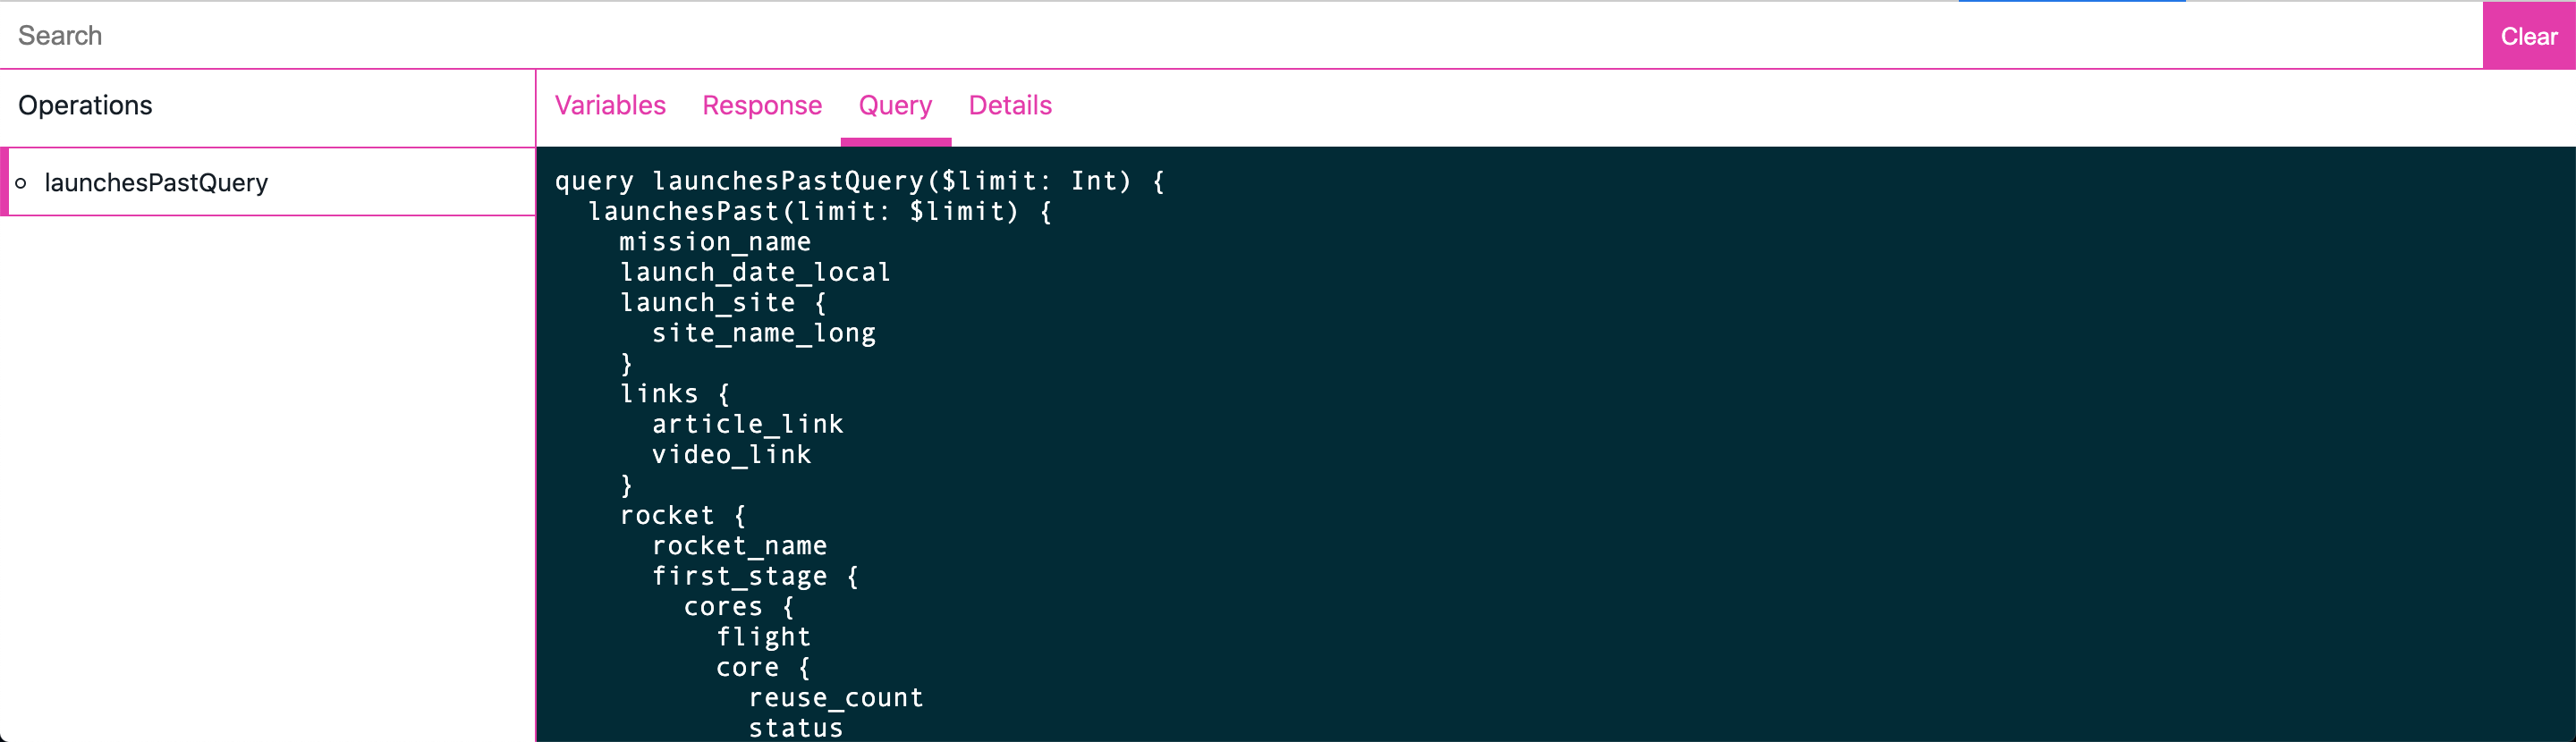 Search
Clear
Operations
Variables Response Query Details
launchesPastQuery
query launchesPastQuery($limit: Int) {
  launchesPast(limit: $limit) {
    mission_name
    launch_date_local
    launch_site {
      site_name_long
    }
    links {
      article_link
      video_link
    }
    rocket {
      rocket_name
      first_stage {
        cores {
          flight
          core {
            reuse_count
            status